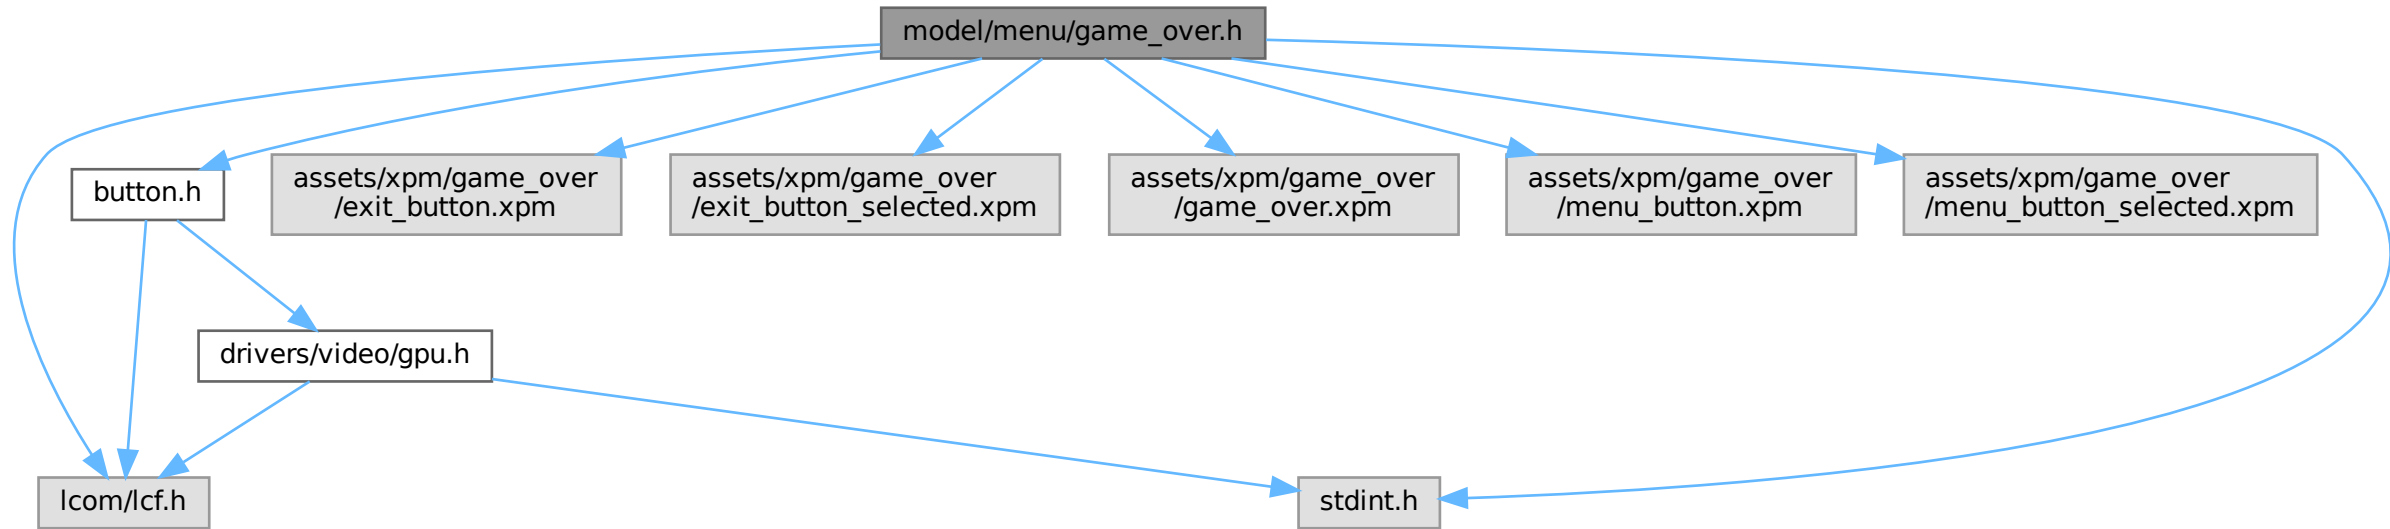 model/menu/game_over.h
button.h
assets/xpm/game_over
/exit_button.xpm
assets/xpm/game_over
/exit_button_selected.xpm
assets/xpm/game_over
/game_over.xpm
assets/xpm/game_over
/menu_button.xpm
assets/xpm/game_over
/menu_button_selected.xpm
drivers/video/gpu.h
lcom/lcf.h
stdint.h